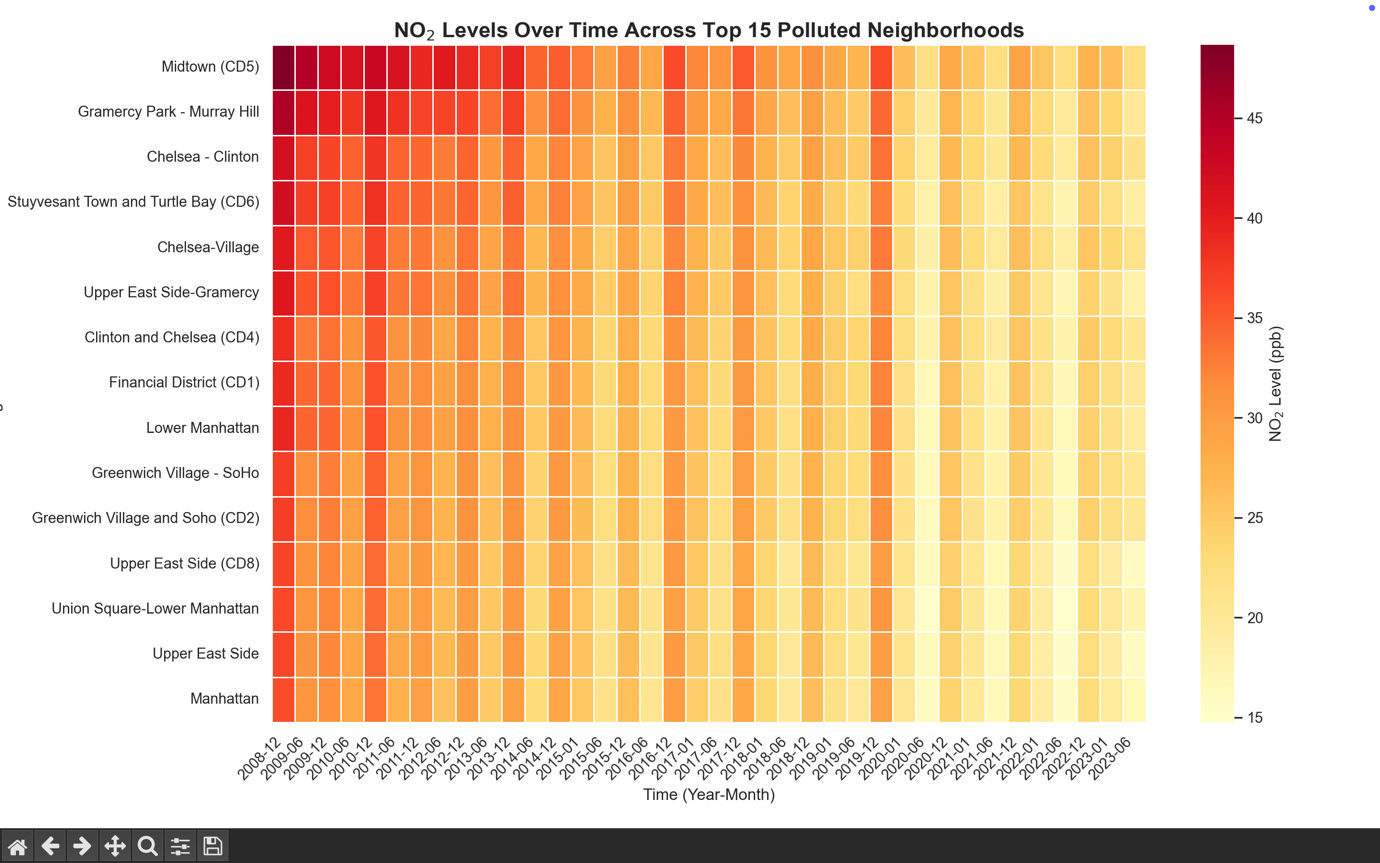 NO₂ Levels Over Time Across Top 15 Polluted Neighborhoods
Midtown (CD5)
Gramercy Park - Murray Hill
Chelsea - Clinton
Stuyvesant Town and Turtle Bay (CD6)
Chelsea-Village
Upper East Side-Gramercy
Clinton and Chelsea (CD4)
Financial District (CD1)
Lower Manhattan
Greenwich Village - SoHo
Greenwich Village and Soho (CD2)
Upper East Side (CD8)
Union Square-Lower Manhattan
Upper East Side
Manhattan
2008-12
2009-06
2009-12
2010-06
2010-12
2011-06
2011-12
2012-06
2012-12
2013-06
2013-12
2014-06
2014-12
2015-01
2015-06
2015-12
2016-06
2016-12
2017-01
2017-06
2017-12
2018-01
2018-06
2018-12
2019-01
2019-06
2019-12
2020-01
2020-06
2020-12
2021-01
2021-06
2021-12
2022-01
2022-06
2022-12
2023-01
2023-06
Time (Year-Month)
45
40
35
30
25
20
15
NO₂ Level (ppb)